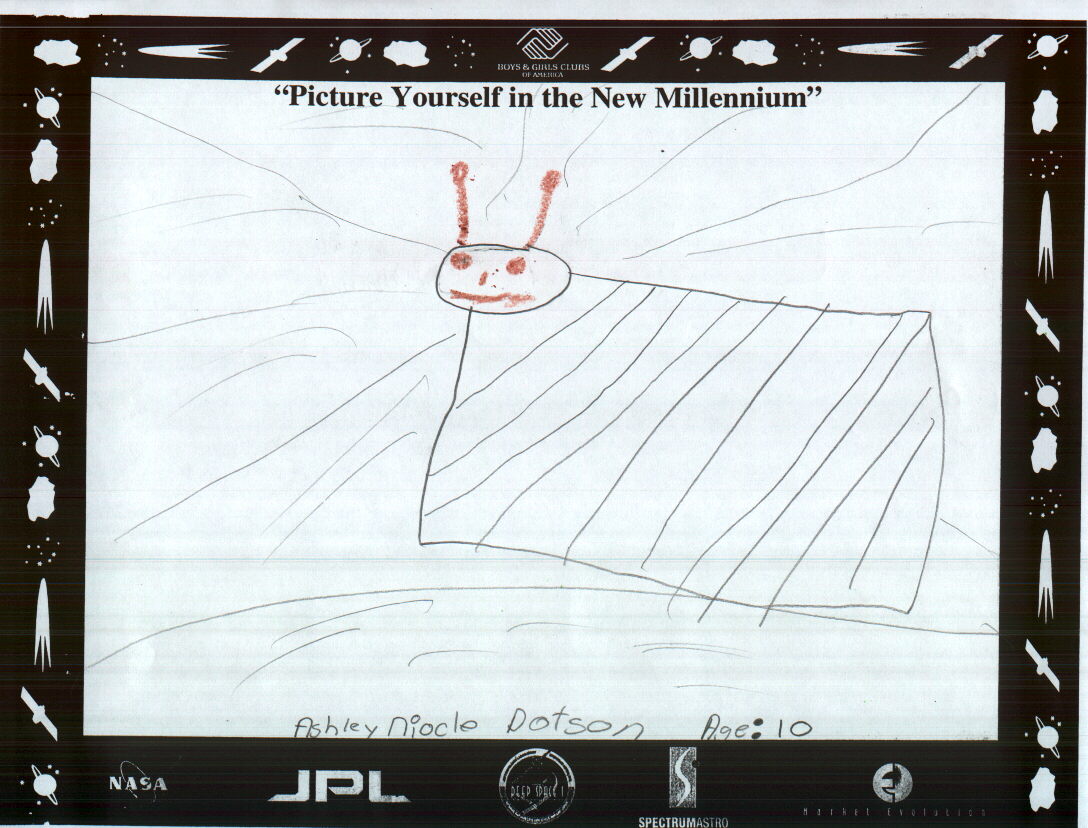 BOYS & GIRLS CLUBS
OF AMERICA
“Picture Yourself in the New Millennium”
Ashley Niocle Dotson Age: 10
NASA
JPL
DEEP SPACE 1
SPECTRUMASTRO
Market Evolution